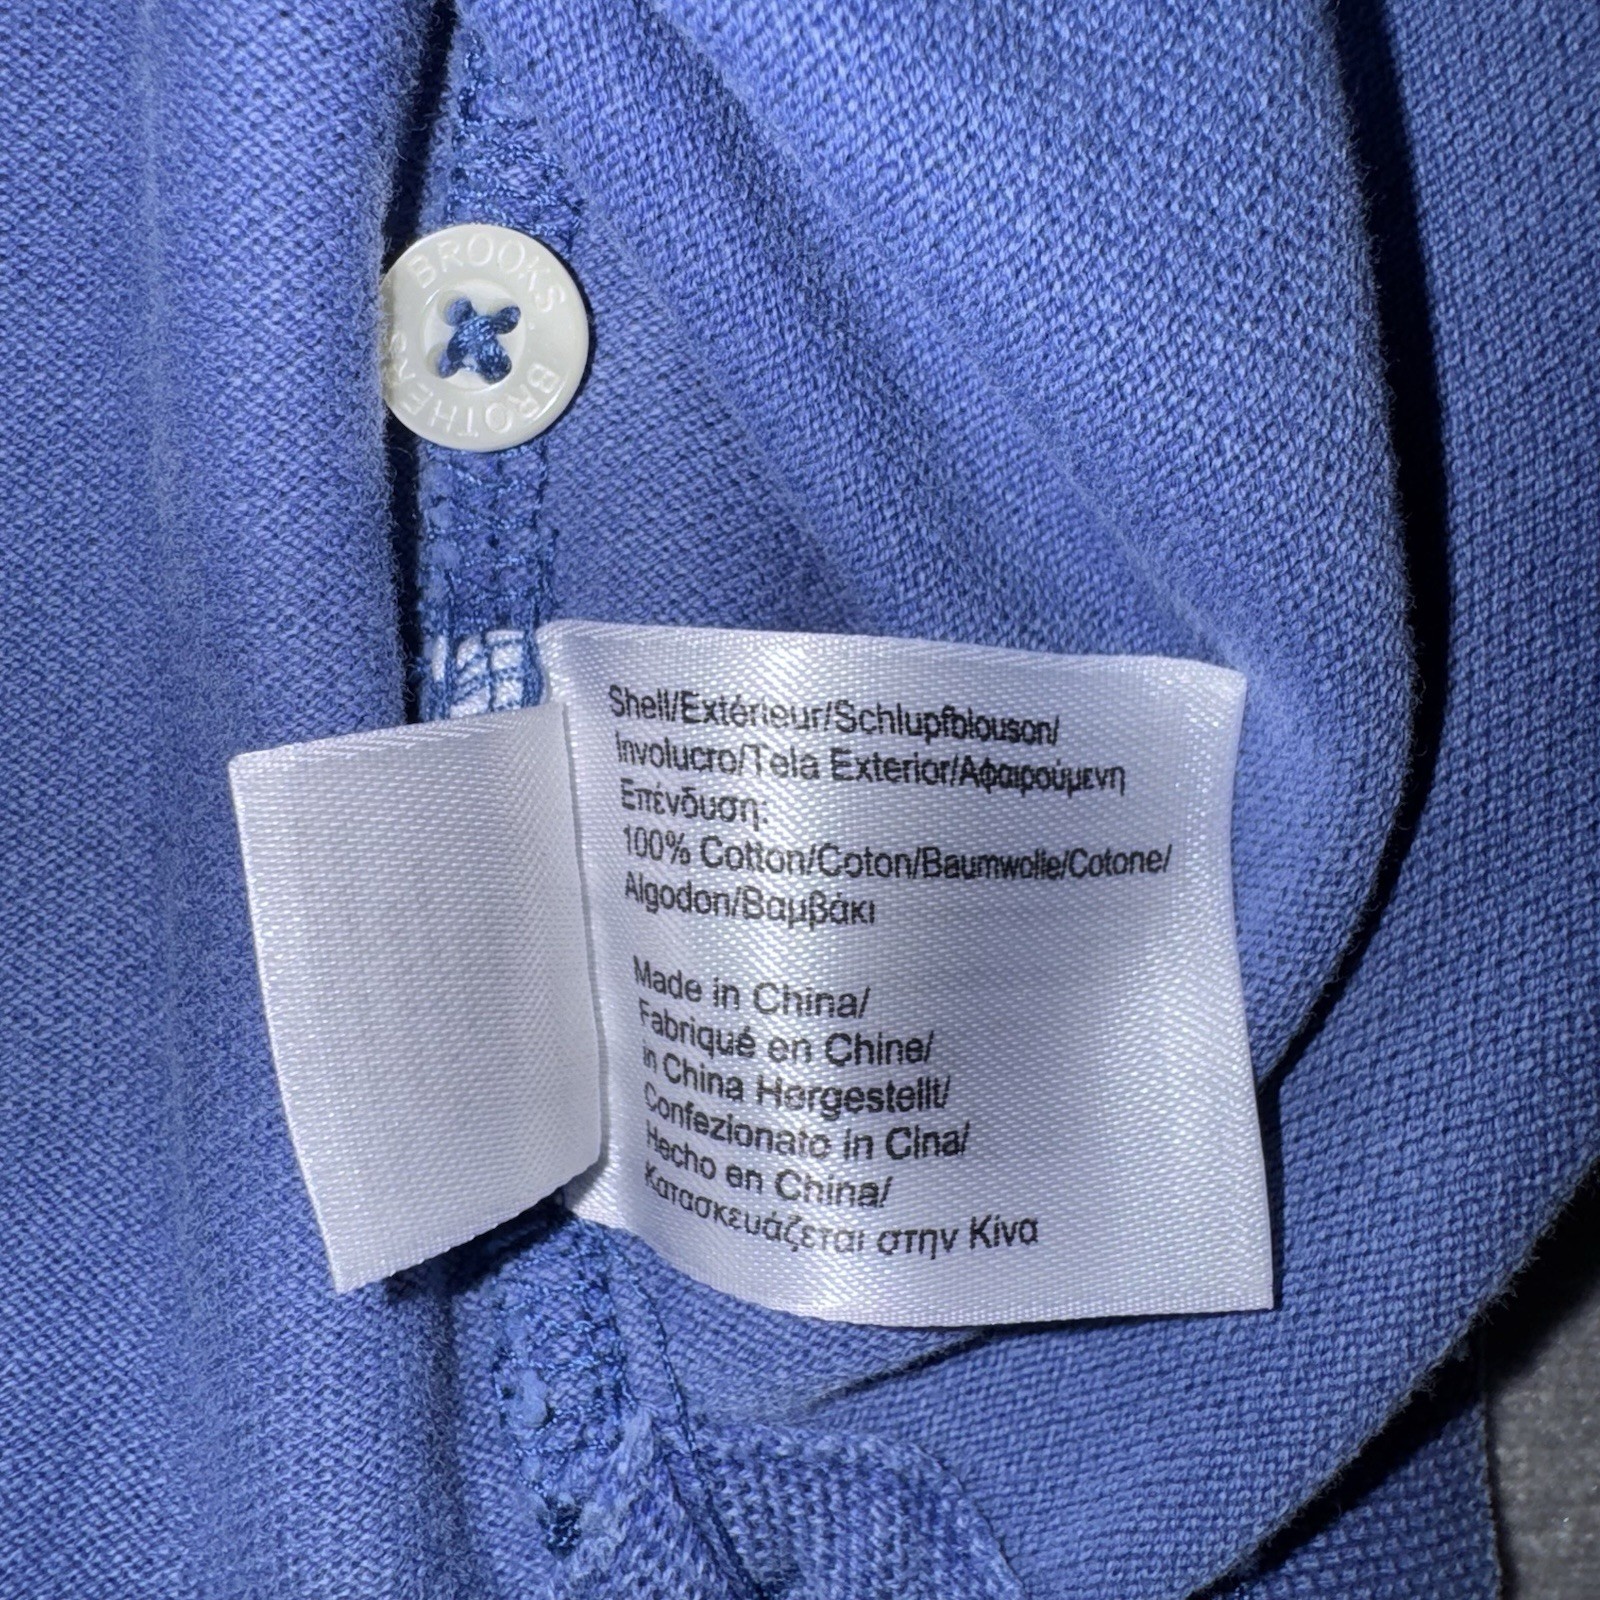 BROOKS BROTHERS
Shell/Extérieur/Schlupfblouson/
Involucro/Tela Exterior/Αφαιρούμενη
Επένδυση:
100% Cotton/Coton/Baumwolle/Cotone/
Algodon/Βαμβάκι
Made in China/
Fabriqué en Chine/
in China Hergestellt/
Confezionato in Cina/
Hecho en China/
Κατασκευάζεται στην Κίνα